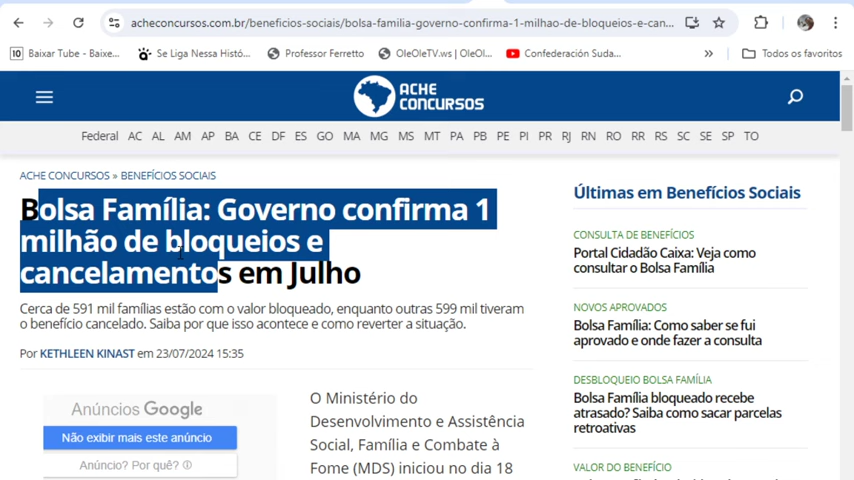 acheconcursos.com.br/beneficios-sociais/bolsa-familia-governo-confirma-1-milhao-de-bloqueios-e-can...
10 Baixar Tube - Baixe...
Se Liga Nessa Histó...
Professor Ferretto
OleOleTV.ws | OleOl...
Confederación Suda...
»
Todos os favoritos
ACHE
CONCURSOS
Federal AC AL AM AP BA CE DF ES GO MA MG MS MT PA PB PE PI PR RJ RN RO RR RS SC SE SP TO
ACHE CONCURSOS » BENEFÍCIOS SOCIAIS
Bolsa Família: Governo confirma 1
milhão de bloqueios e
cancelamentos em Julho
Cerca de 591 mil famílias estão com o valor bloqueado, enquanto outras 599 mil tiveram
o benefício cancelado. Saiba por que isso acontece e como reverter a situação.
Por KETHLEEN KINAST em 23/07/2024 15:35
Anúncios Google
Não exibir mais este anúncio
Anúncio? Por quê?
O Ministério do
Desenvolvimento e Assistência
Social, Família e Combate à
Fome (MDS) iniciou no dia 18
Últimas em Benefícios Sociais
CONSULTA DE BENEFÍCIOS
Portal Cidadão Caixa: Veja como
consultar o Bolsa Família
NOVOS APROVADOS
Bolsa Família: Como saber se fui
aprovado e onde fazer a consulta
DESBLOQUEIO BOLSA FAMÍLIA
Bolsa Família bloqueado recebe
atrasado? Saiba como sacar parcelas
retroativas
VALOR DO BENEFÍCIO